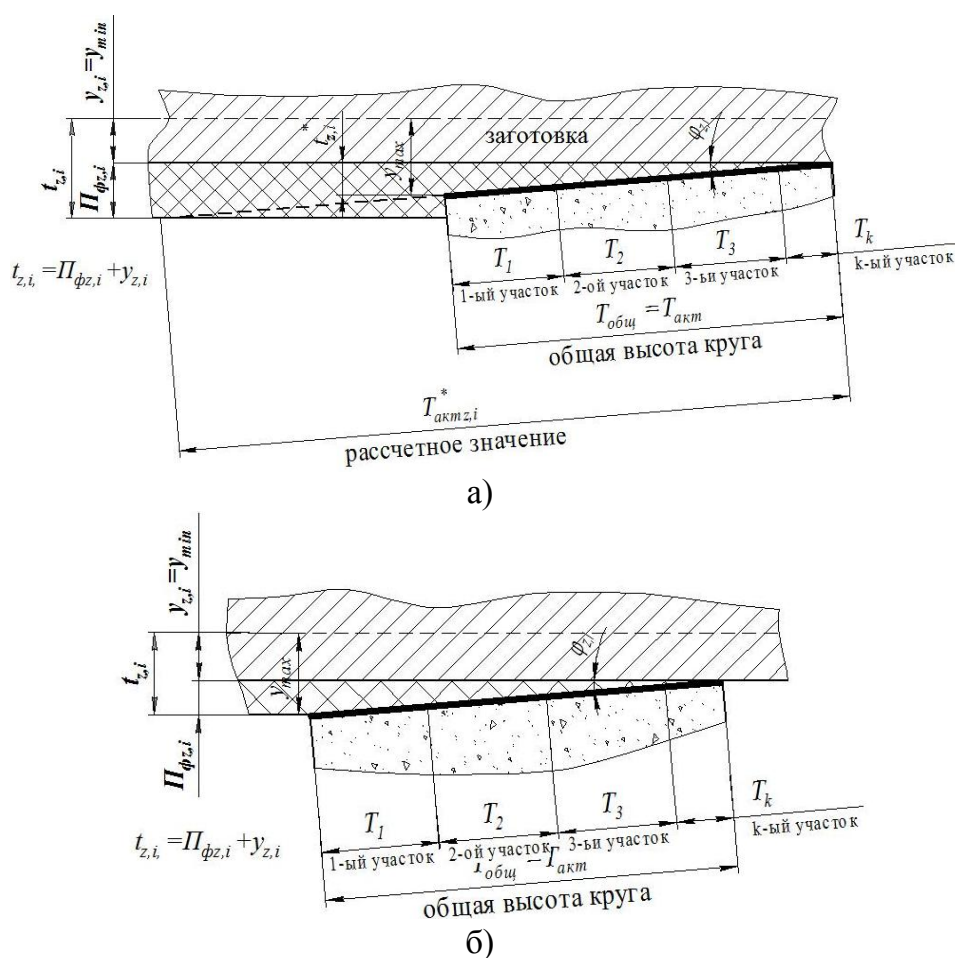 y_{z,i}=y_{min}
t_{z,i}
П_{фz,i}
t_{z,i}^*
y_{max}
заготовка
φ_{z,i}
t_{z,i,}=П_{фz,i}+y_{z,i}
T_1 T_2 T_3 T_k
1-ый участок 2-ой участок 3-ьи участок k-ый участок
T_{общ}=T_{акт}
общая высота круга
T_{актz,i}^*
рассчетное значение
а)
y_{z,i}=y_{min}
t_{z,i}
П_{фz,i}
y_{max}
φ_{z,i}
t_{z,i,}=П_{фz,i}+y_{z,i}
T_1 T_2 T_3 T_k
1-ый участок 2-ой участок 3-ьи участок k-ый участок
T_{общ}=T_{акт}
общая высота круга
б)